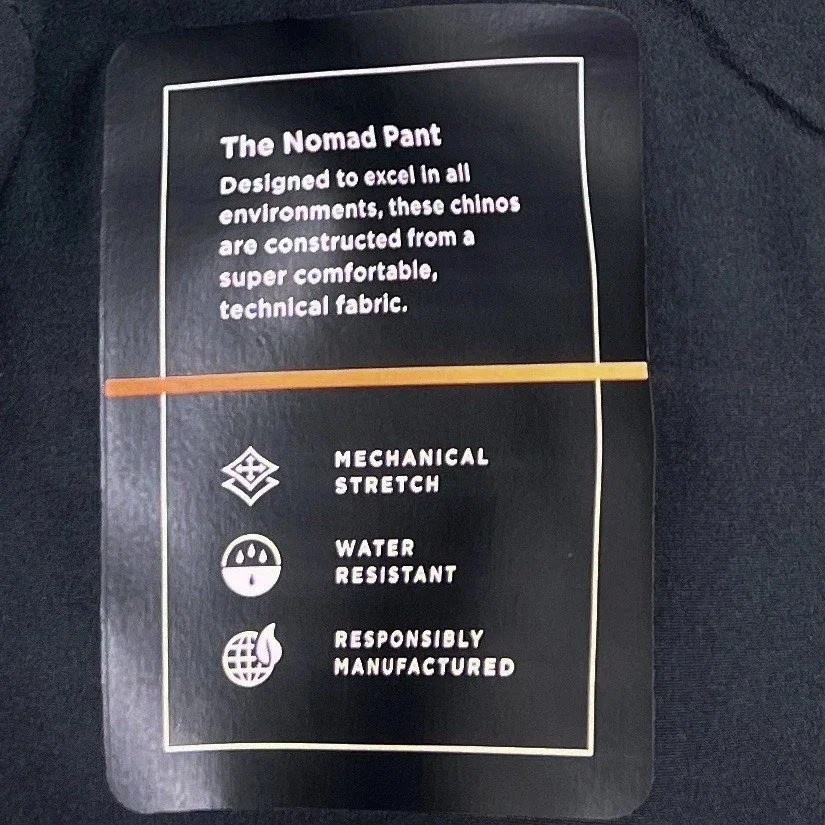 The Nomad Pant
Designed to excel in all
environments, these chinos
are constructed from a
super comfortable,
technical fabric.
MECHANICAL
STRETCH
WATER
RESISTANT
RESPONSIBLY
MANUFACTURED